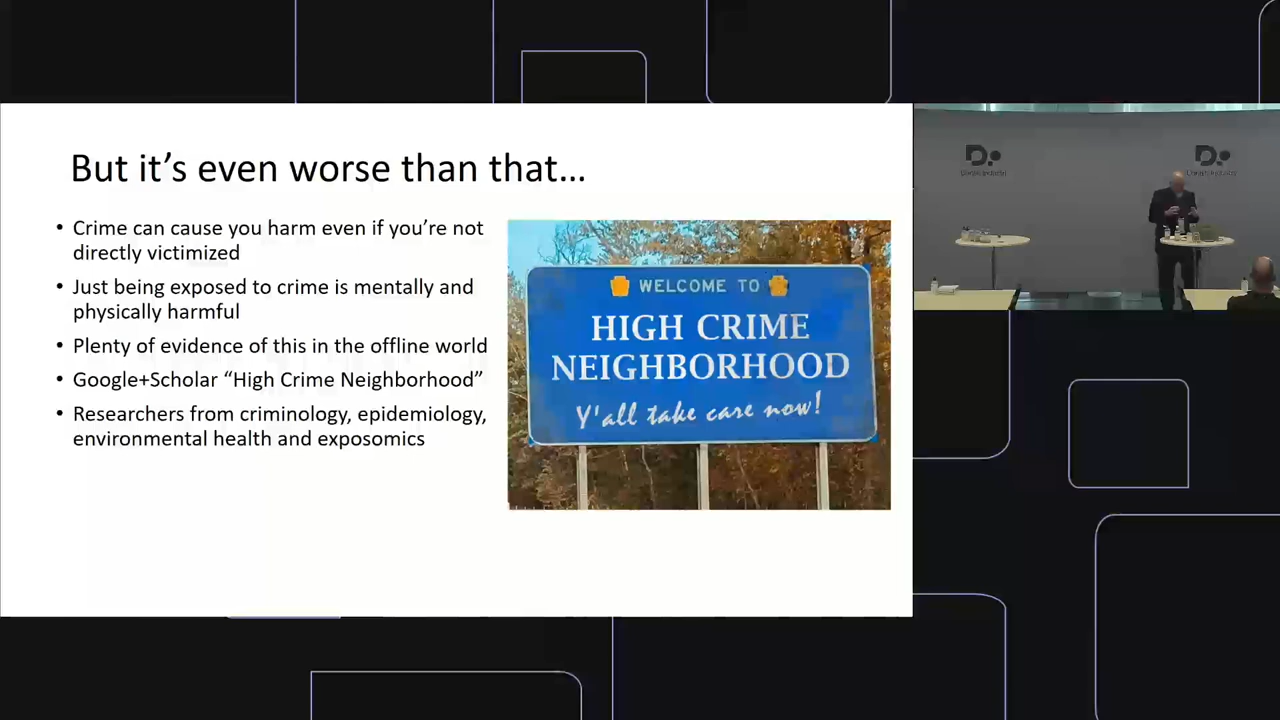 But it’s even worse than that...
• Crime can cause you harm even if you’re not
directly victimized
• Just being exposed to crime is mentally and
physically harmful
• Plenty of evidence of this in the offline world
• Google+Scholar “High Crime Neighborhood”
• Researchers from criminology, epidemiology,
environmental health and exposomics
WELCOME TO
HIGH CRIME
NEIGHBORHOOD
Y'all take care now!
D
D